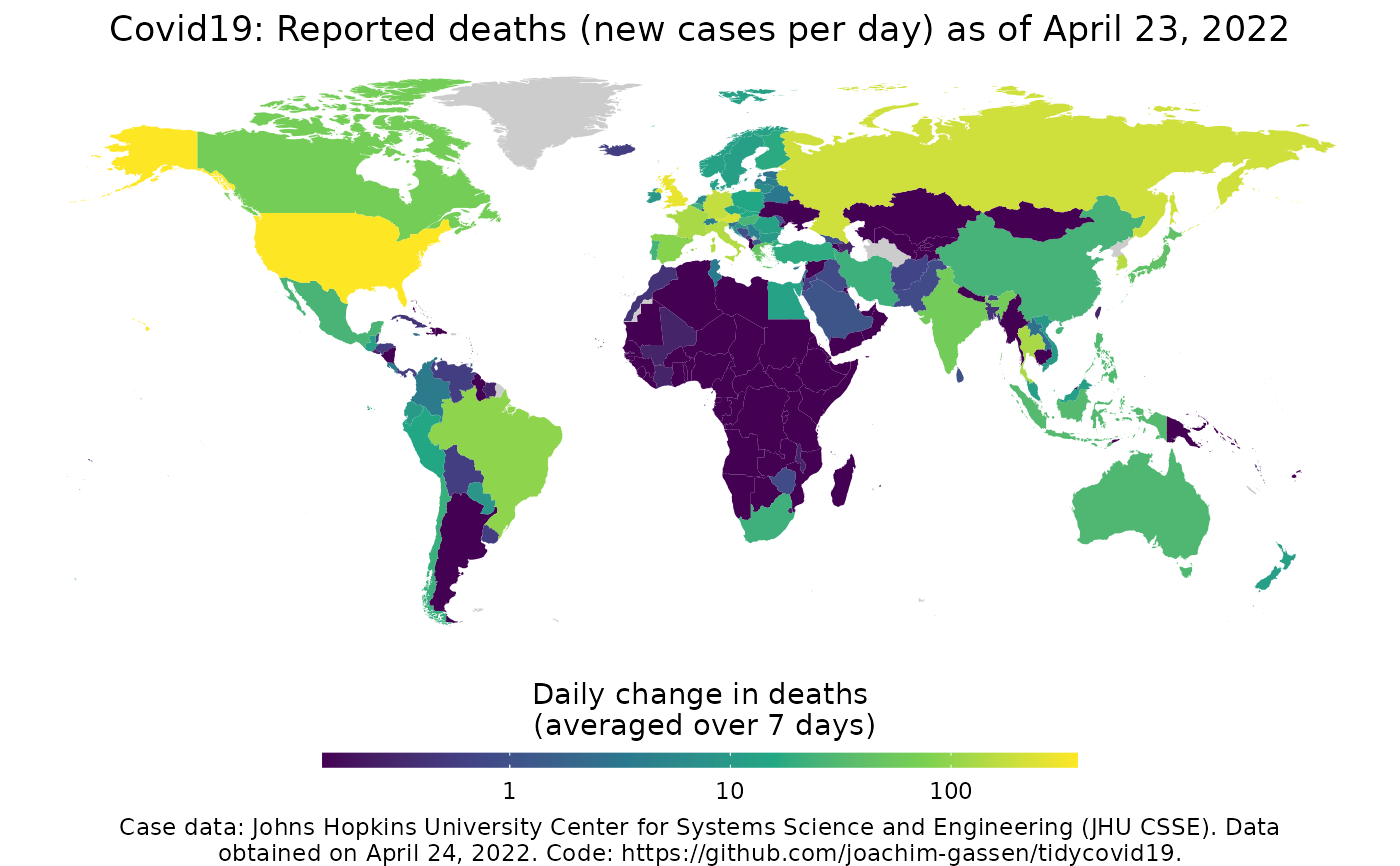 Covid19: Reported deaths (new cases per day) as of April 23, 2022
Daily change in deaths
(averaged over 7 days)
1 10 100
Case data: Johns Hopkins University Center for Systems Science and Engineering (JHU CSSE). Data
obtained on April 24, 2022. Code: https://github.com/joachim-gassen/tidycovid19.